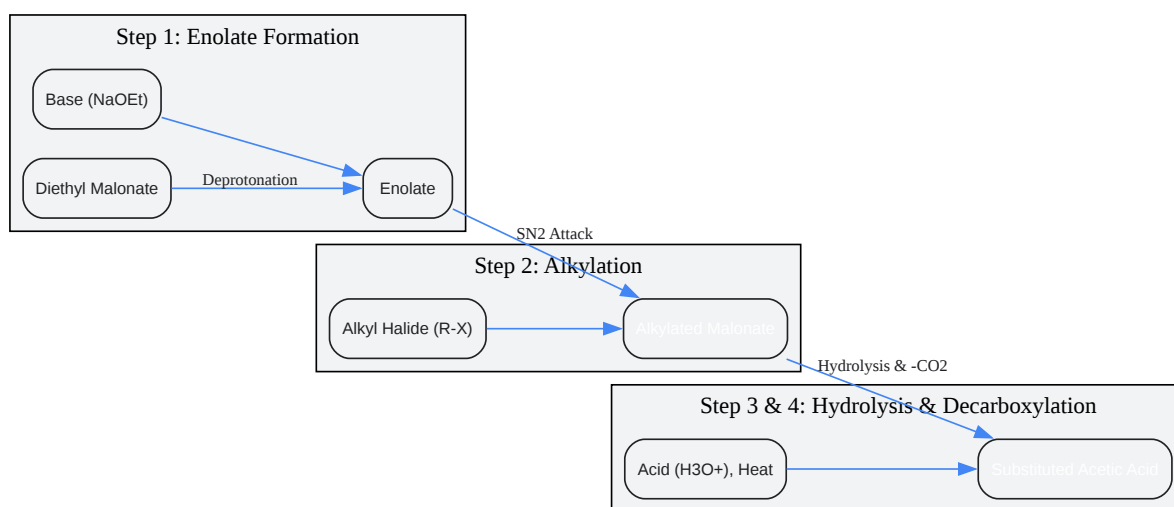 Step 1: Enolate Formation
Base (NaOEt)
Diethyl Malonate
Deprotonation
Enolate
SN2 Attack
Step 2: Alkylation
Alkyl Halide (R-X)
Alkylated Malonate
Hydrolysis & -CO2
Step 3 & 4: Hydrolysis & Decarboxylation
Acid (H3O+), Heat
Substituted Acetic Acid